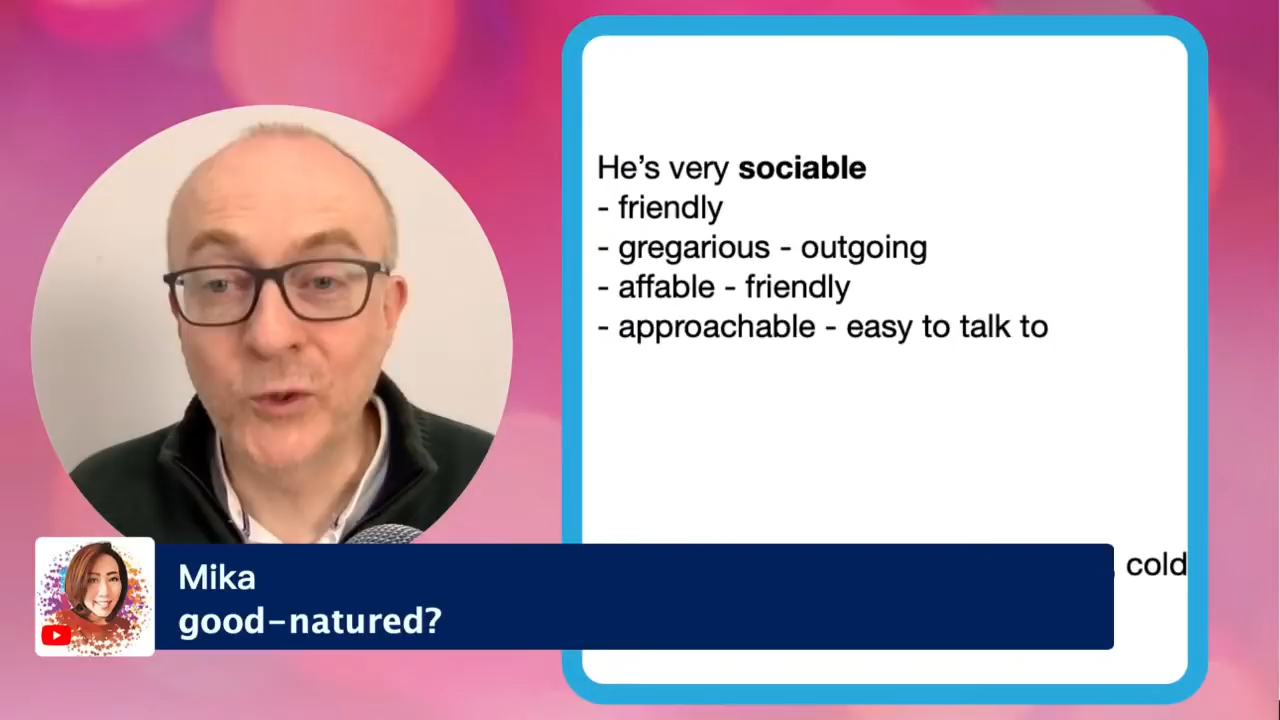 He’s very sociable
- friendly
- gregarious - outgoing
- affable - friendly
- approachable - easy to talk to
cold
Mika
good-natured?